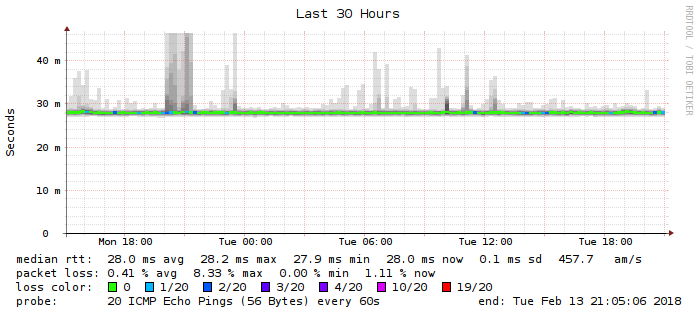 Last 30 Hours
RRDTOOL / TOBI OETIKER
Seconds
40 m
30 m
20 m
10 m
0
Mon 18:00 Tue 00:00 Tue 06:00 Tue 12:00 Tue 18:00
median rtt: 28.0 ms avg 28.2 ms max 27.9 ms min 28.0 ms now 0.1 ms sd 457.7 am/s
packet loss: 0.41 % avg 8.33 % max 0.00 % min 1.11 % now
loss color: 0 1/20 2/20 3/20 4/20 10/20 19/20
probe: 20 ICMP Echo Pings (56 Bytes) every 60s end: Tue Feb 13 21:05:06 2018